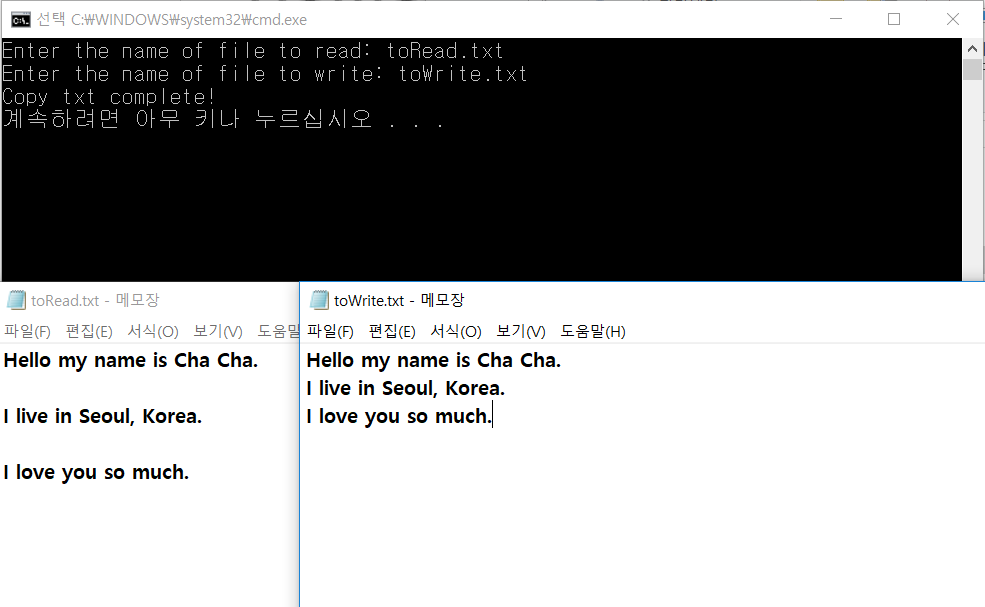 선택 C:₩WINDOWS₩system32₩cmd.exe
Enter the name of file to read: toRead.txt
Enter the name of file to write: toWrite.txt
Copy txt complete!
계속하려면 아무 키나 누르십시오 . . .
toRead.txt - 메모장
파일(F) 편집(E) 서식(O) 보기(V) 도움말
Hello my name is Cha Cha.
I live in Seoul, Korea.
I love you so much.
toWrite.txt - 메모장
파일(F) 편집(E) 서식(O) 보기(V) 도움말(H)
Hello my name is Cha Cha.
I live in Seoul, Korea.
I love you so much.